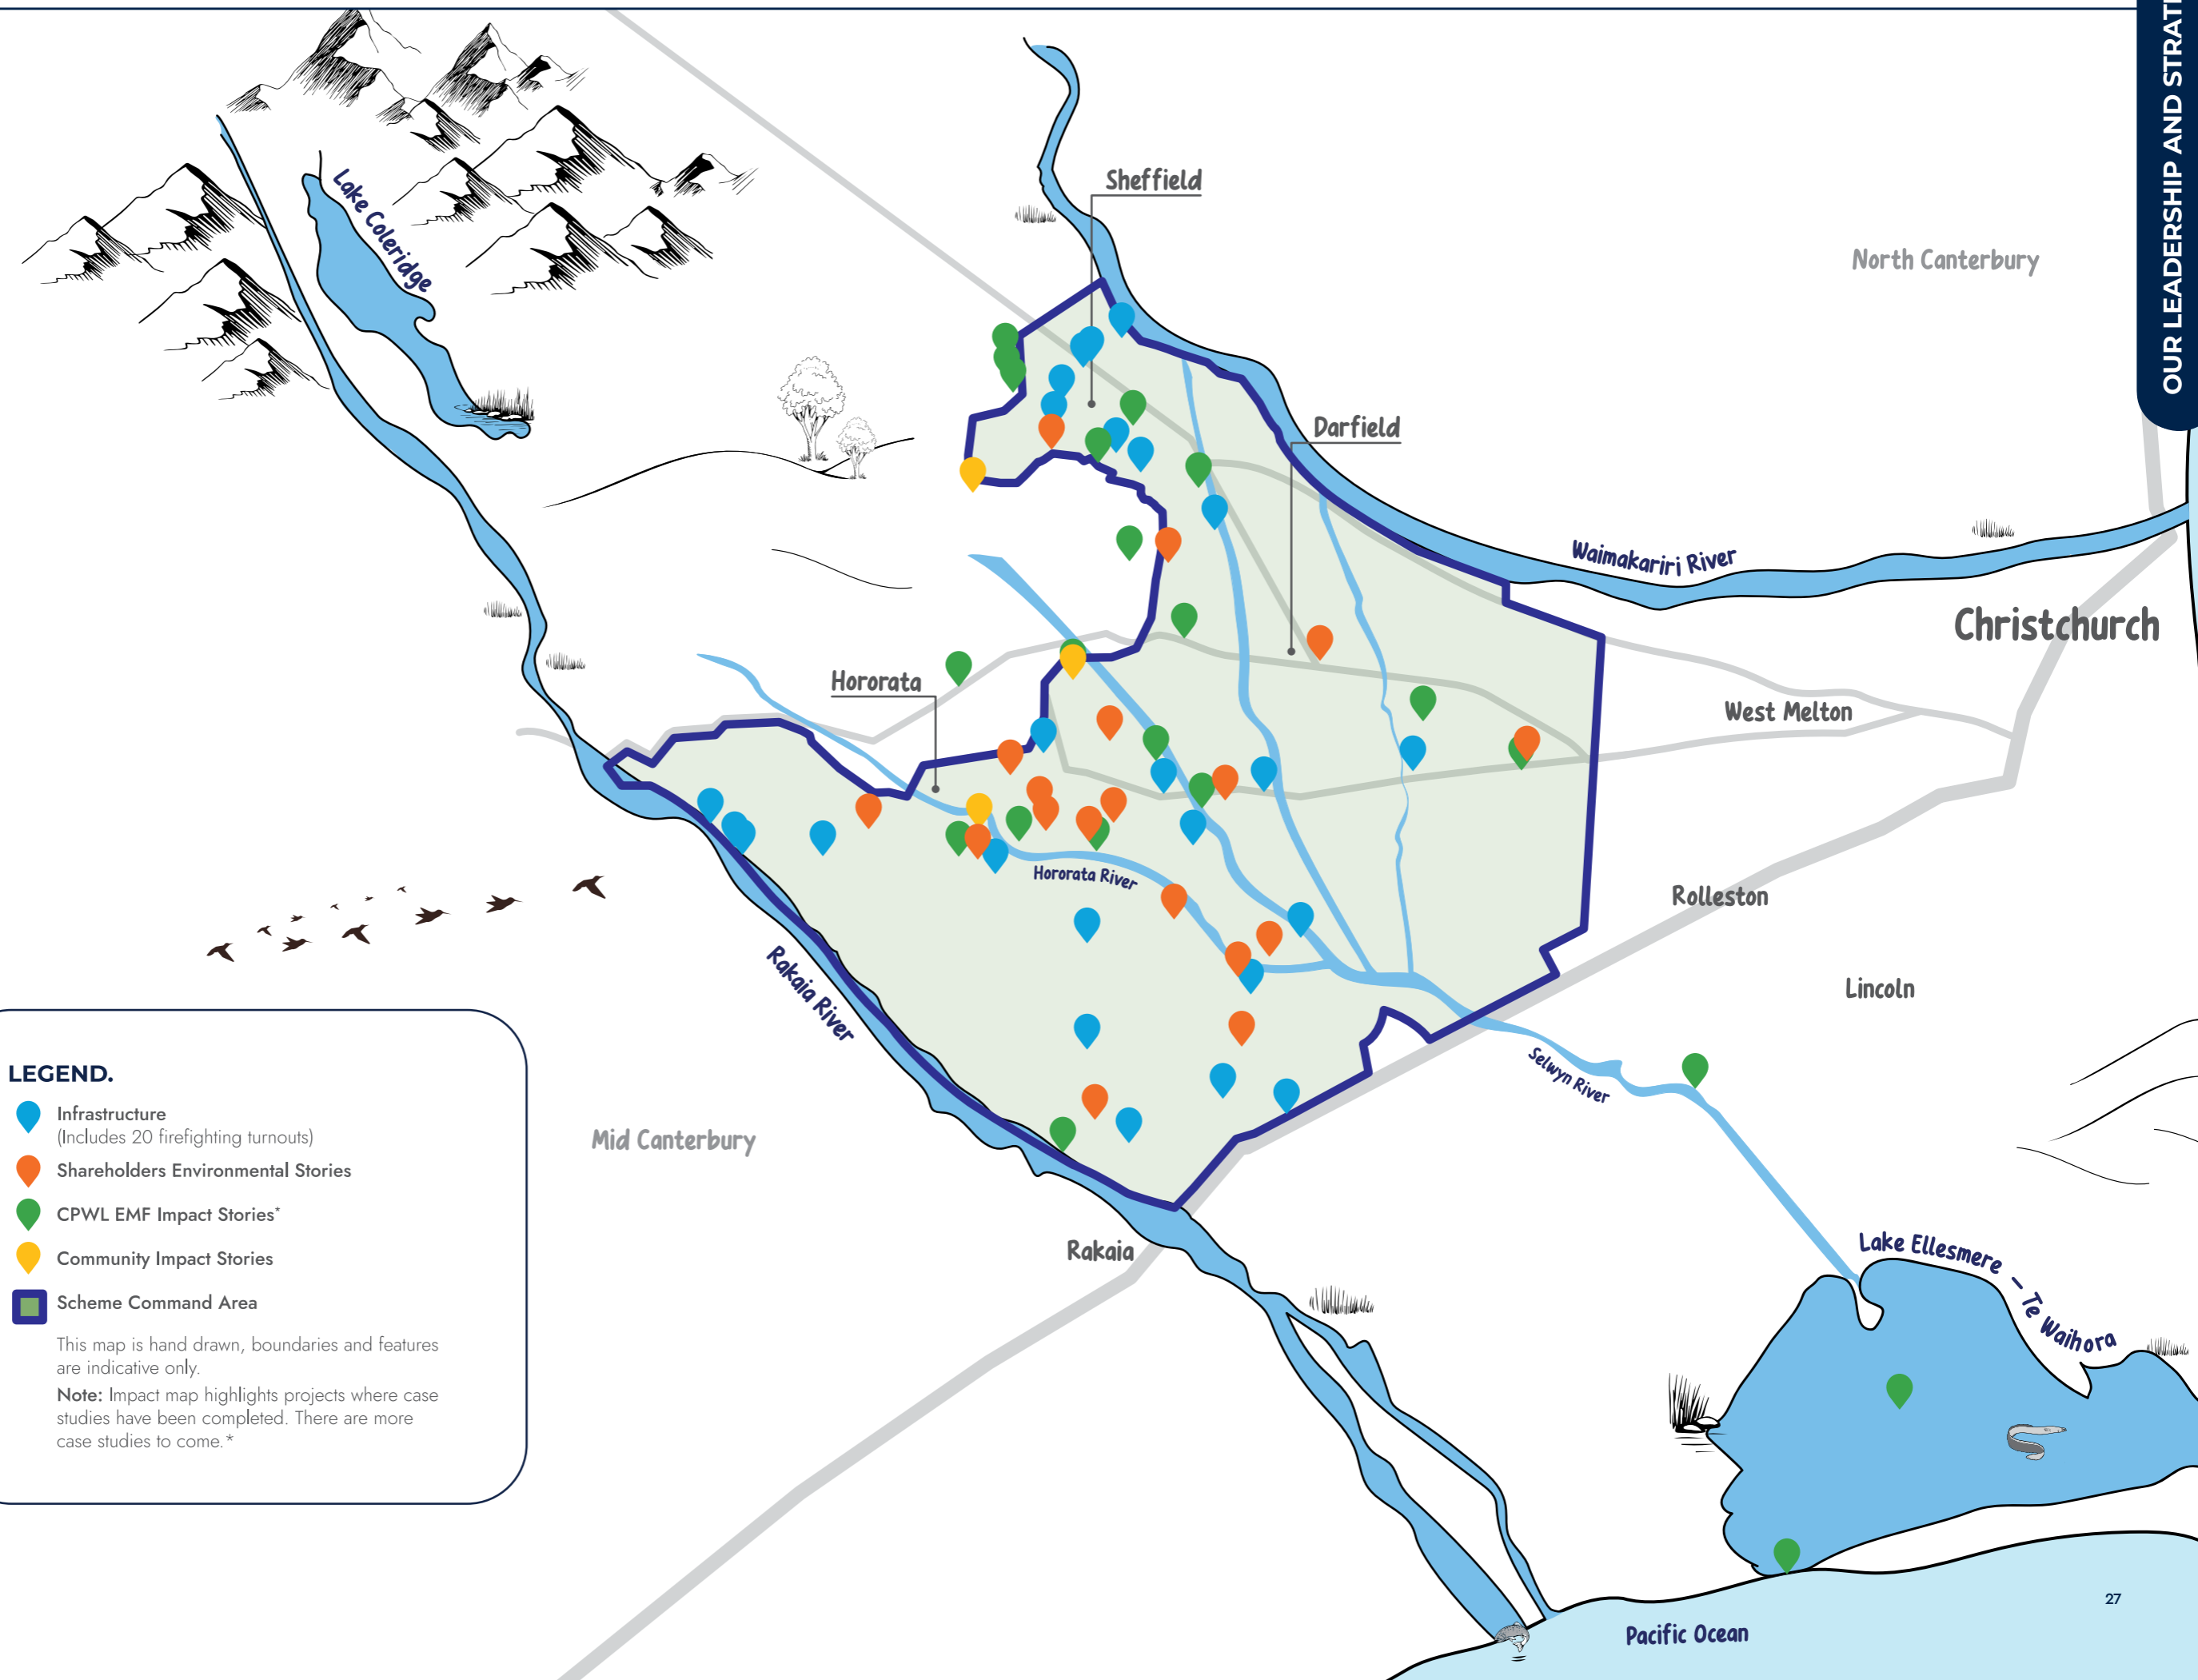 OUR LEADERSHIP AND STRAT
Lake Coleridge
Sheffield
North Canterbury
Darfield
Waimakariri River
Christchurch
Hororata
West Melton
Hororata River
Rolleston
Rakaia River
Lincoln
Selwyn River
Mid Canterbury
Rakaia
Lake Ellesmere – Te Waihora
Pacific Ocean
LEGEND.
Infrastructure
(Includes 20 firefighting turnouts)
Shareholders Environmental Stories
CPWL EMF Impact Stories*
Community Impact Stories
Scheme Command Area
This map is hand drawn, boundaries and features
are indicative only.
Note: Impact map highlights projects where case
studies have been completed. There are more
case studies to come.*
27